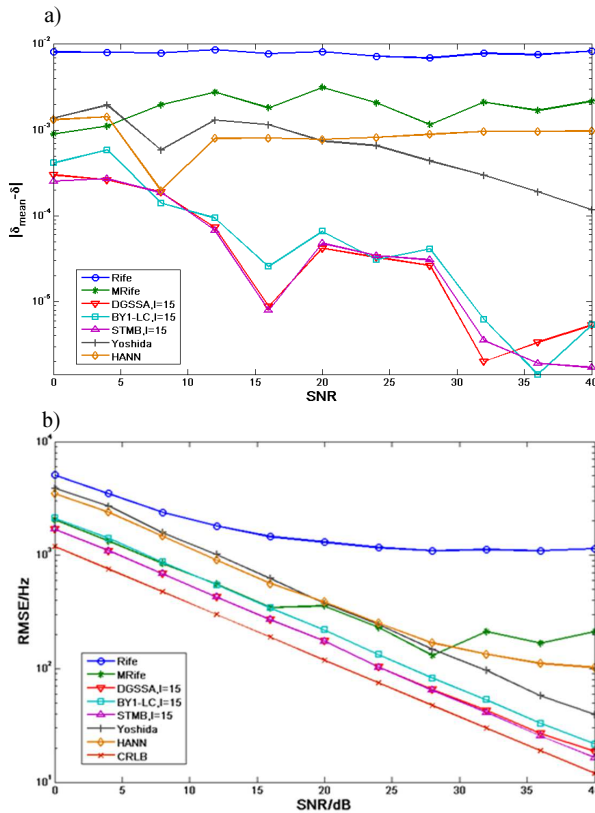 a)
10^-2
10^-3
10^-4
10^-5
|δmean-δ|
Rife
MRife
DGSSA,I=15
BY1-LC,I=15
STMB,I=15
Yoshida
HANN
0 5 10 15 20 25 30 35 40
SNR
b)
10^4
10^3
10^2
10^1
RMSE/Hz
Rife
MRife
DGSSA,I=15
BY1-LC,I=15
STMB,I=15
Yoshida
HANN
CRLB
0 5 10 15 20 25 30 35 40
SNR/dB